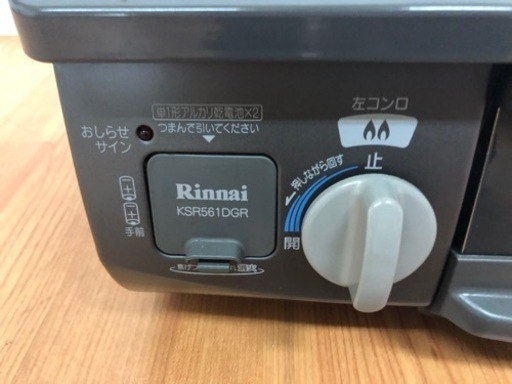 単1形アルカリ乾電池×2
つまんで引いてください
おしらせ
サイン
Rinnai
KSR561DGR
手前
左コンロ
止
押しながら回す
開